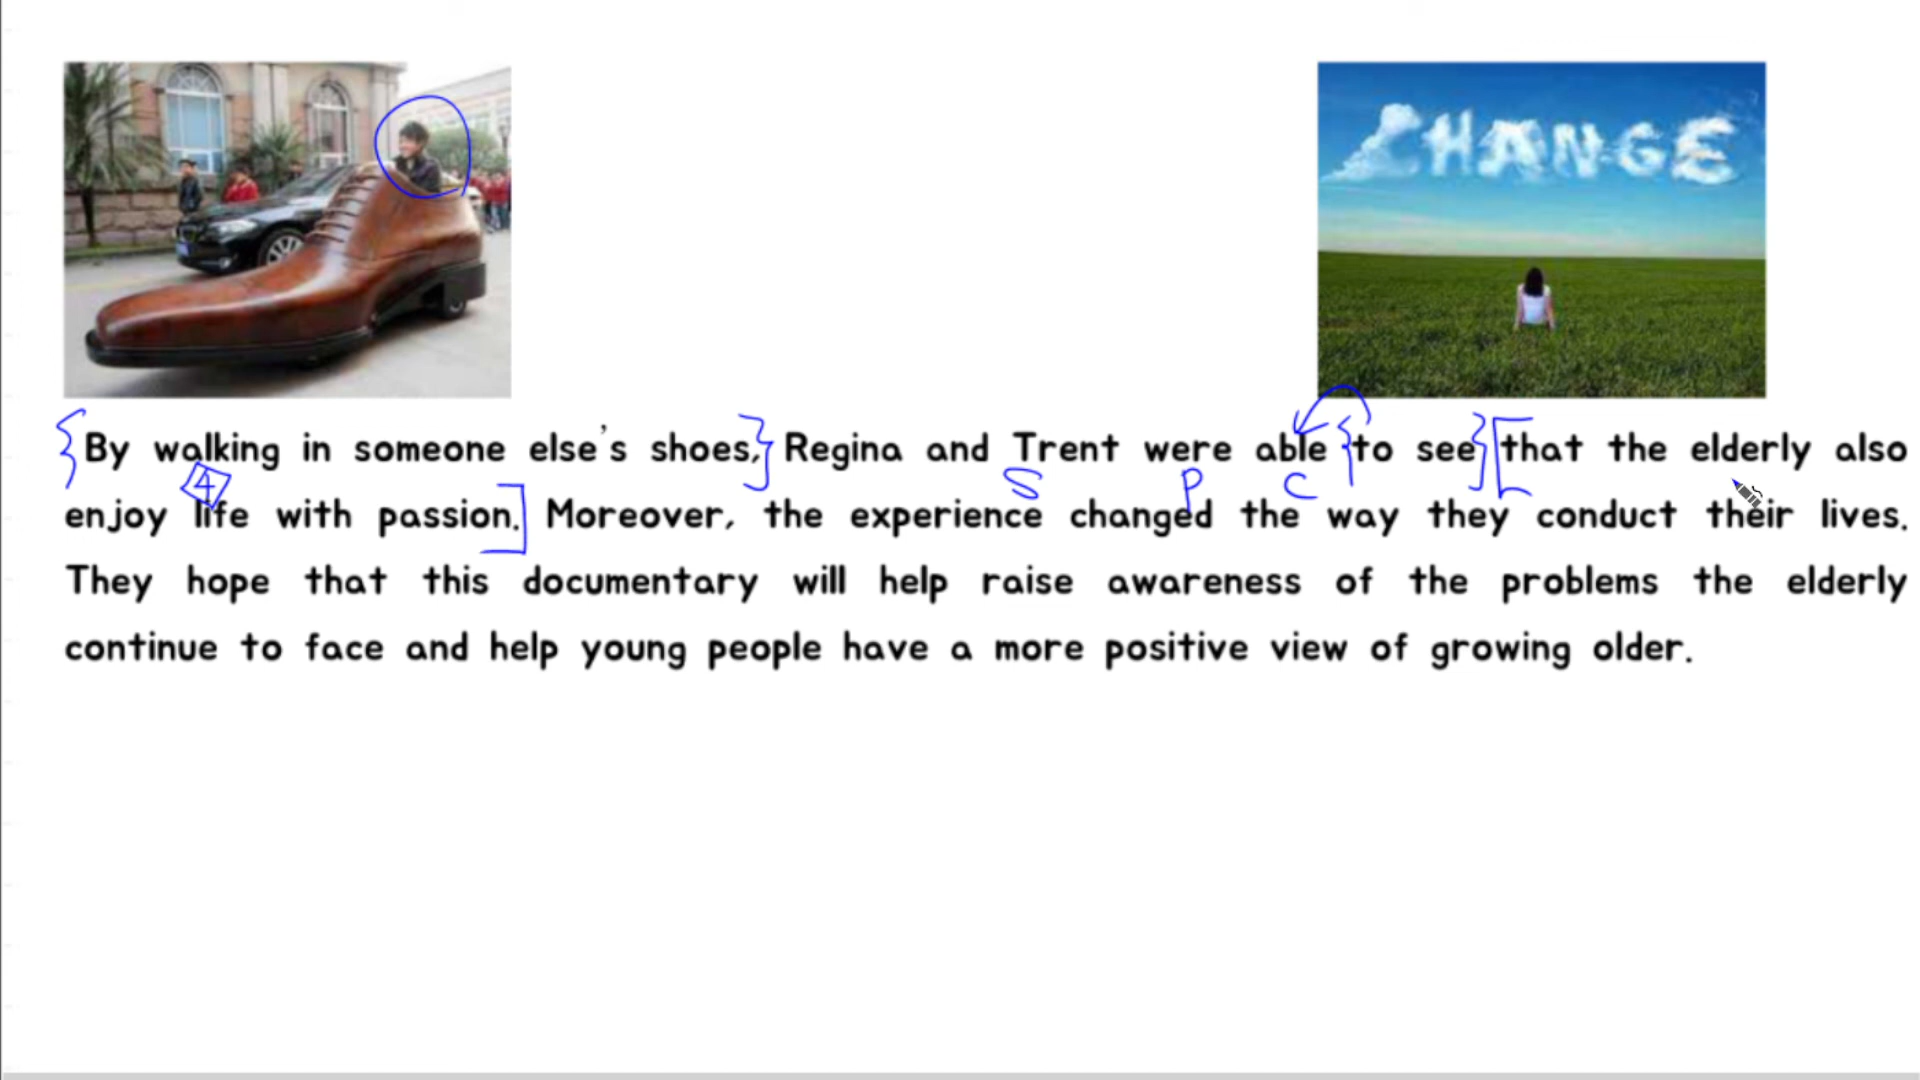 CHANGE
{By walking in someone else's shoes,} Regina and Trent were able {to see} [that the elderly also
4 S P C
enjoy life with passion.] Moreover, the experience changed the way they conduct their lives.
They hope that this documentary will help raise awareness of the problems the elderly
continue to face and help young people have a more positive view of growing older.